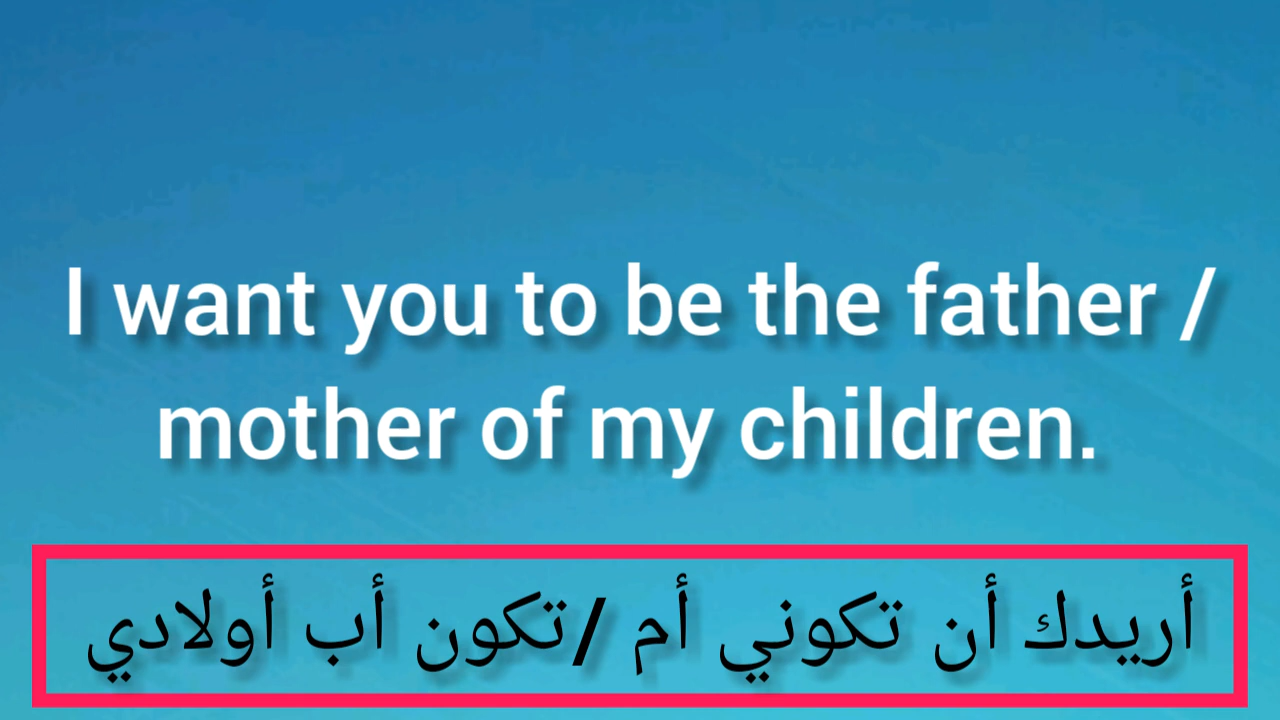 I want you to be the father /
mother of my children.
أريدك أن تكوني أم /تكون أب أولادي